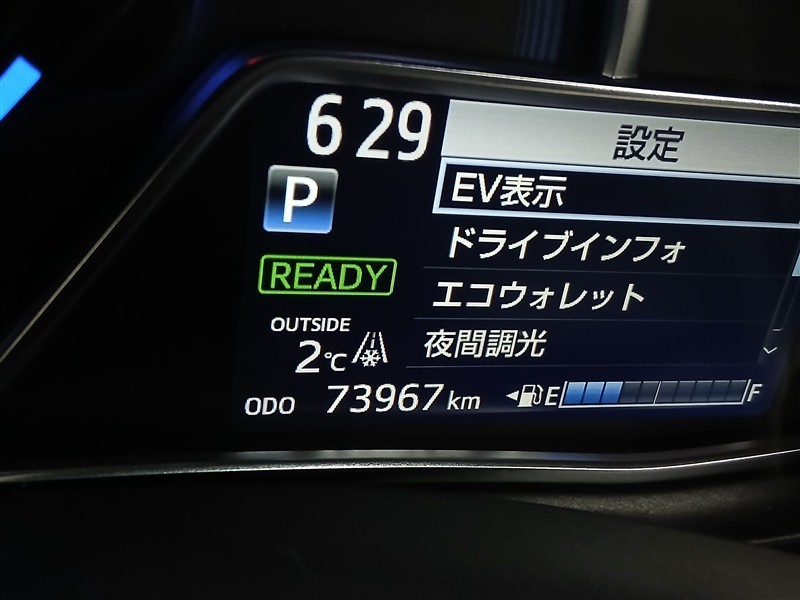 6 29
設定
P
EV表示
ドライブインフォ
READY
エコウォレット
OUTSIDE
夜間調光
2℃
ODO 73967 km
E F